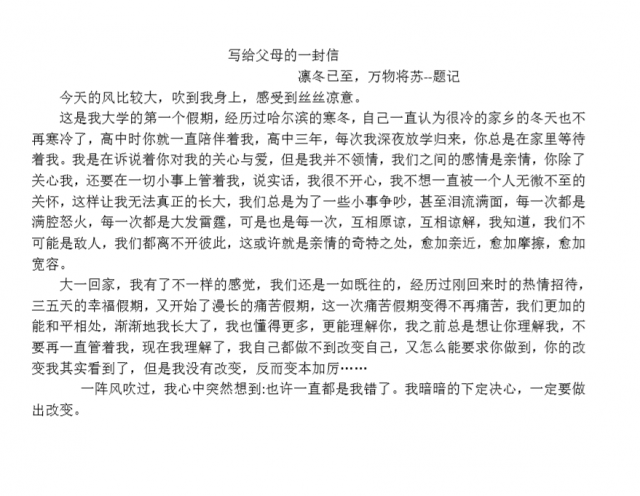 写给父母的一封信
凛冬已至，万物将苏--题记
今天的风比较大，吹到我身上，感受到丝丝凉意。
这是我大学的第一个假期，经历过哈尔滨的寒冬，自己一直认为很冷的家乡的冬天也不
再寒冷了，高中时你就一直陪伴着我，高中三年，每次我深夜放学归来，你总是在家里等待
着我。我是在诉说着你对我的关心与爱，但是我并不领情，我们之间的感情是亲情，你除了
关心我，还要在一切小事上管着我，说实话，我很不开心，我不想一直被一个人无微不至的
关怀，这样让我无法真正的长大，我们总是为了一些小事争吵，甚至泪流满面，每一次都是
满腔怒火，每一次都是大发雷霆，可是也是每一次，互相原谅，互相谅解，我知道，我们不
可能是敌人，我们都离不开彼此，这或许就是亲情的奇特之处，愈加亲近，愈加摩擦，愈加
宽容。
大一回家，我有了不一样的感觉，我们还是一如既往的，经历过刚回来时的热情招待，
三五天的幸福假期，又开始了漫长的痛苦假期，这一次痛苦假期变得不再痛苦，我们更加的
能和平相处，渐渐地我长大了，我也懂得更多，更能理解你，我之前总是想让你理解我，不
要再一直管着我，现在我理解了，我自己都做不到改变自己，又怎么能要求你做到，你的改
变我其实看到了，但是我没有改变，反而变本加厉……
一阵风吹过，我心中突然想到:也许一直都是我错了。我暗暗的下定决心，一定要做
出改变。